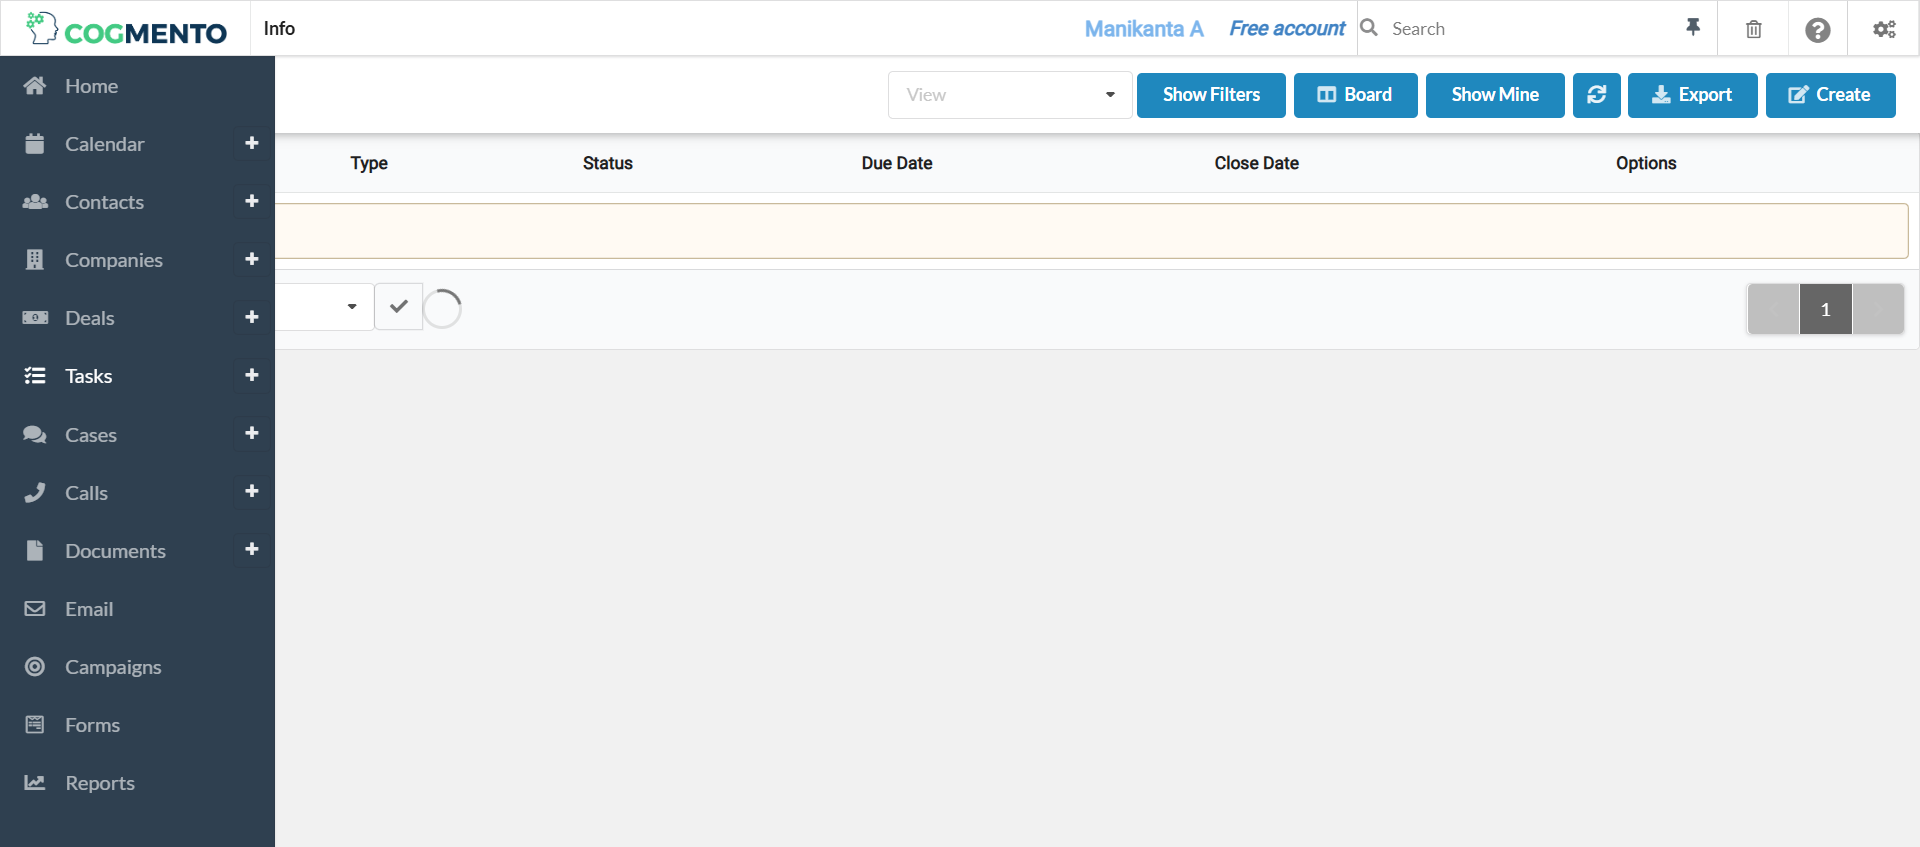 COGMENTO
Info
Manikanta A
Free account
Search
Home
Calendar
Contacts
Companies
Deals
Tasks
Cases
Calls
Documents
Email
Campaigns
Forms
Reports
View
Show Filters
Board
Show Mine
Export
Create
Type Status Due Date Close Date Options
1